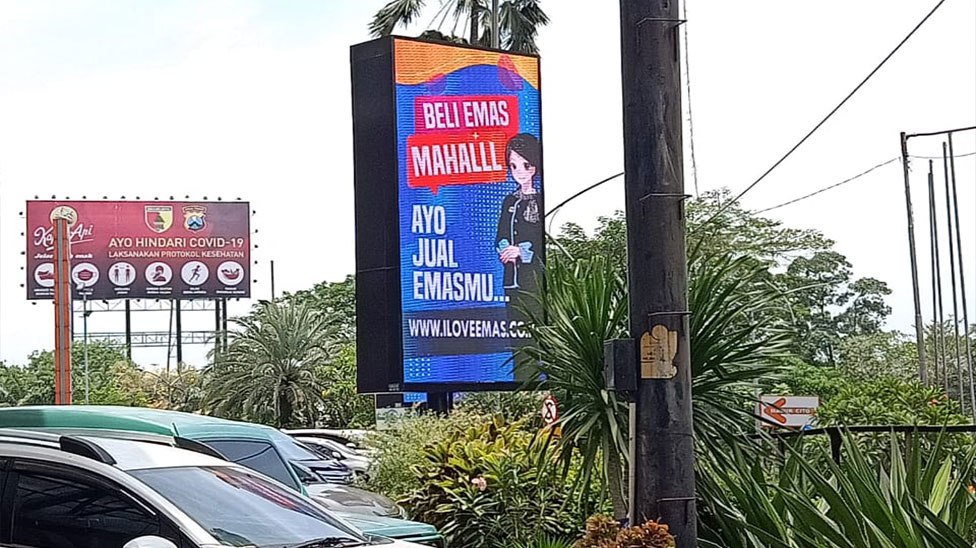 AYO HINDARI COVID-19
LAKSANAKAN PROTOKOL KESEHATAN
BELI EMAS
MAHALLL
AYO
JUAL
EMASMU...
WWW.ILOVEEMAS.CO